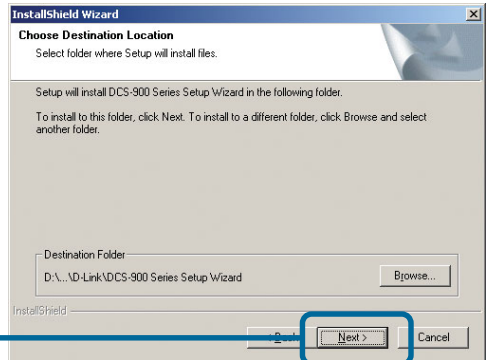 InstallShield Wizard
Choose Destination Location
Select folder where Setup will install files.
Setup will install DCS-900 Series Setup Wizard in the following folder.
To install to this folder, click Next. To install to a different folder, click Browse and select
another folder.
Destination Folder
D:\...\D-Link\DCS-900 Series Setup Wizard
Browse...
InstallShield
Next >
Cancel